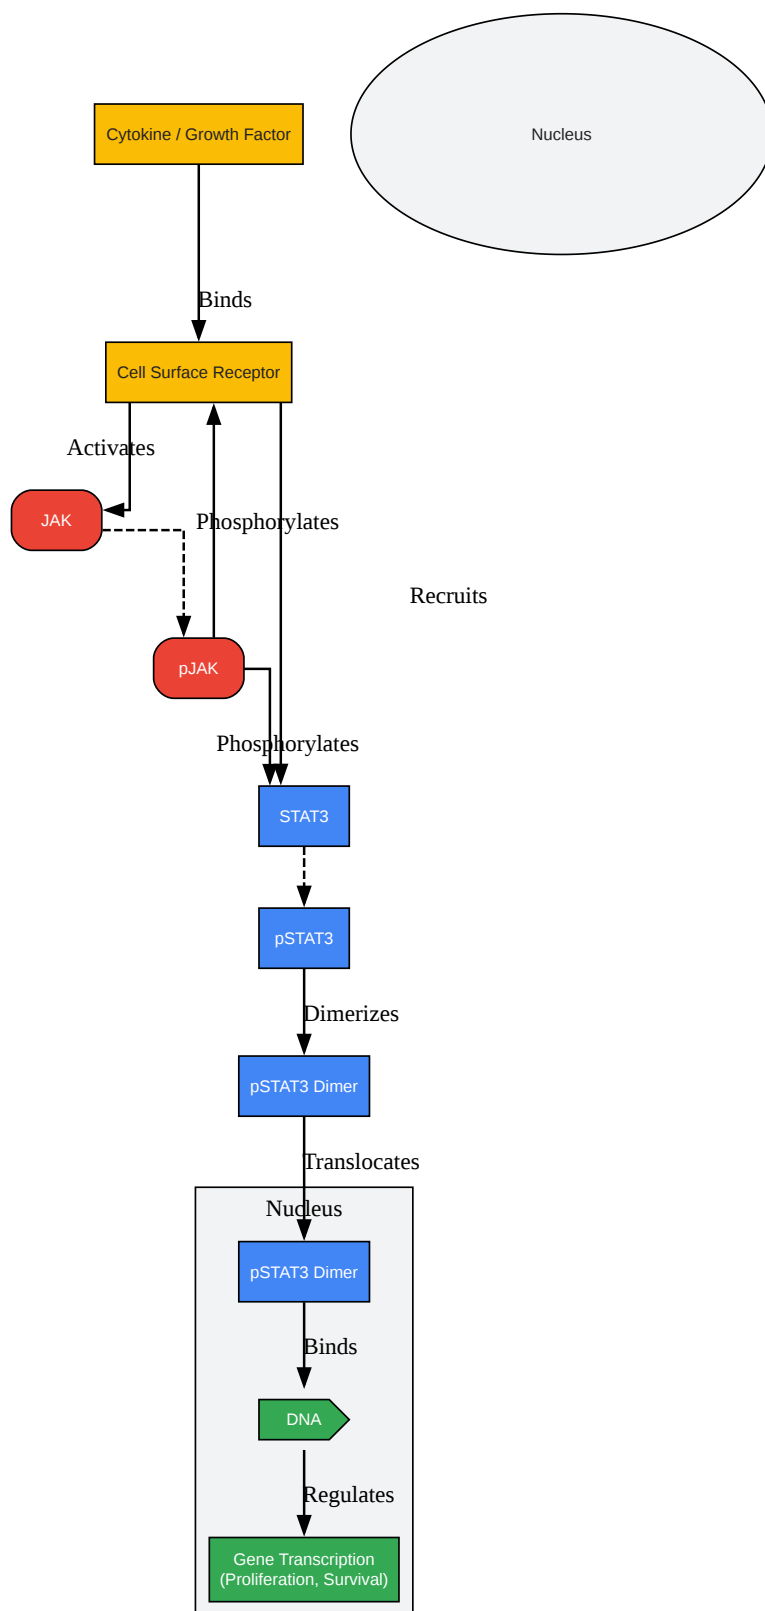 Cytokine / Growth Factor
Nucleus
Binds
Cell Surface Receptor
Activates
JAK
Phosphorylates
Recruits
pJAK
Phosphorylates
STAT3
pSTAT3
Dimerizes
pSTAT3 Dimer
Translocates
Nucleus
pSTAT3 Dimer
Binds
DNA
Regulates
Gene Transcription
(Proliferation, Survival)